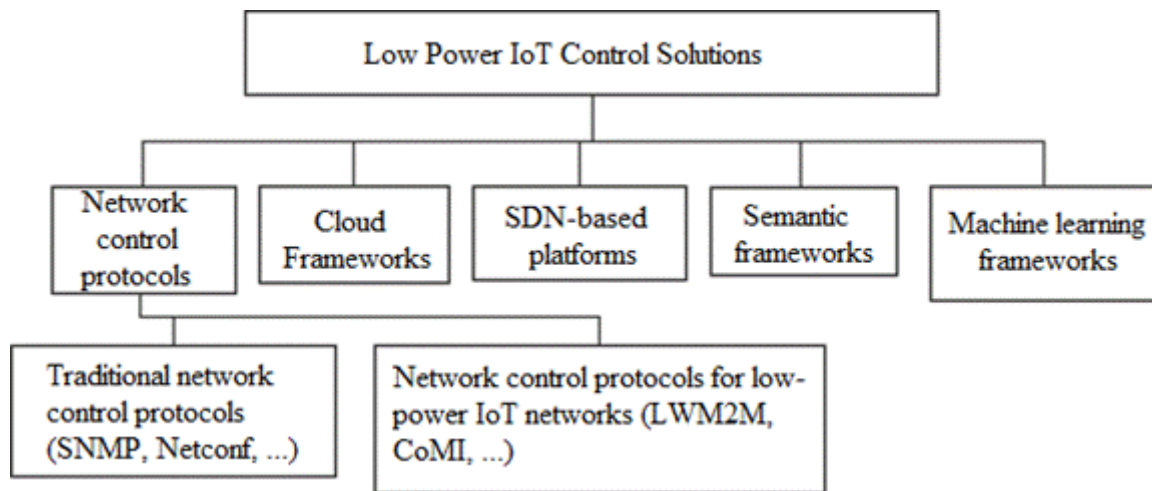 Low Power IoT Control Solutions
Network
control
protocols
Cloud
Frameworks
SDN-based
platforms
Semantic
frameworks
Machine learning
frameworks
Traditional network
control protocols
(SNMP, Netconf, ...)
Network control protocols for low-
power IoT networks (LWM2M,
CoMI, ...)